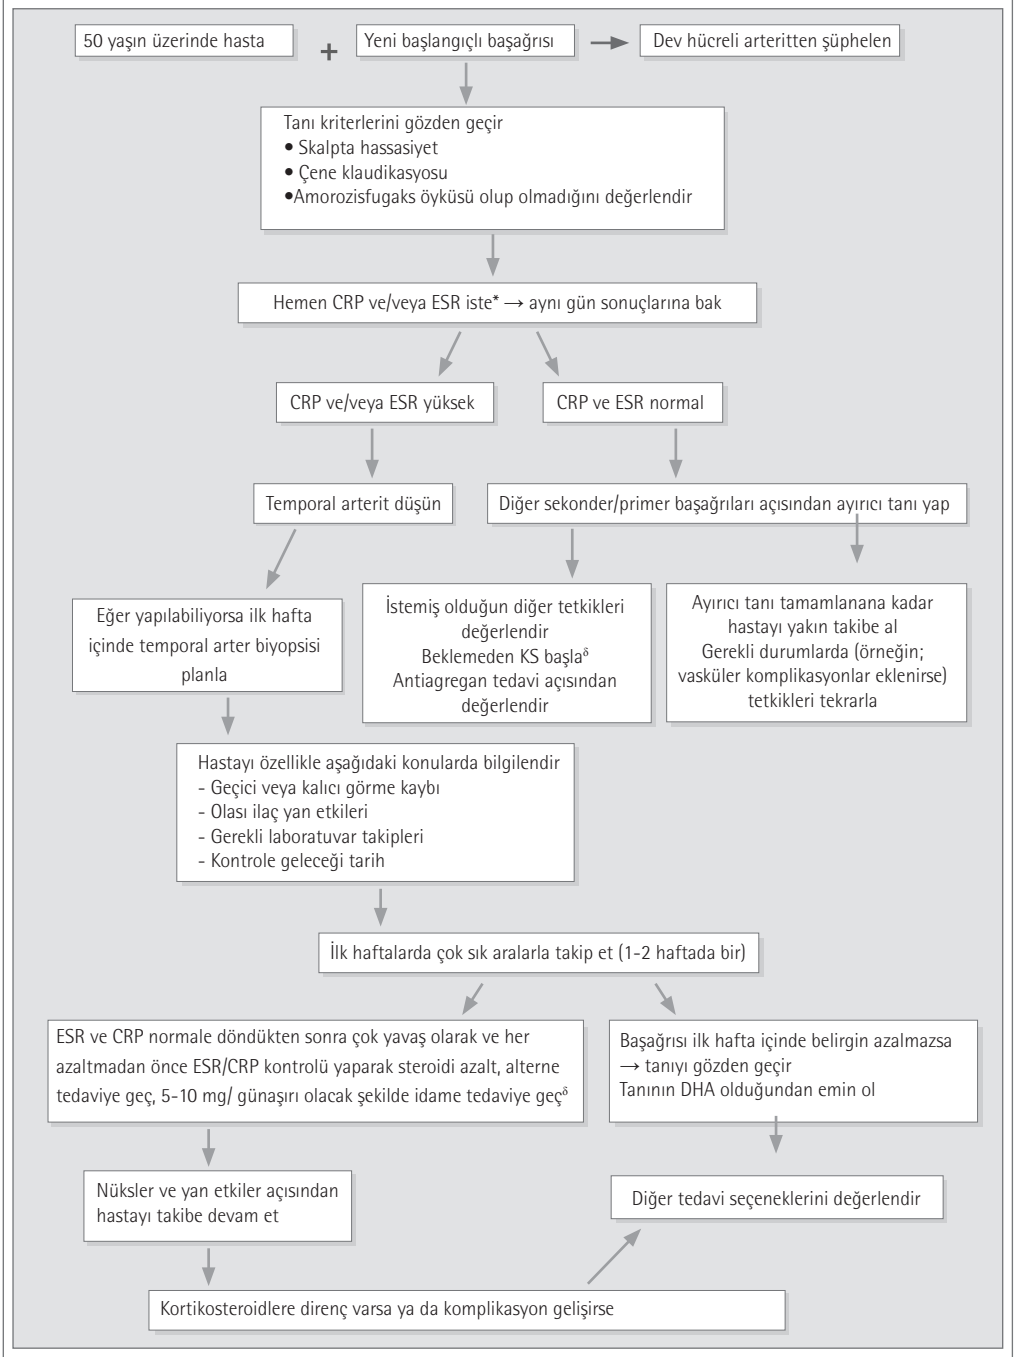 50 yaşın üzerinde hasta
+
Yeni başlangıçlı başağrısı
Dev hücreli arteritten şüphelen
Tanı kriterlerini gözden geçir
• Skalpta hassasiyet
• Çene klaudikasyosu
•Amorozisfugaks öyküsü olup olmadığını değerlendir
Hemen CRP ve/veya ESR iste* → aynı gün sonuçlarına bak
CRP ve/veya ESR yüksek
CRP ve ESR normal
Temporal arterit düşün
Diğer sekonder/primer başağrıları açısından ayırıcı tanı yap
Eğer yapılabiliyorsa ilk hafta
içinde temporal arter biyopsisi
planla
İstemiş olduğun diğer tetkikleri
değerlendir
Beklemeden KS başlaᵟ
Antiagregan tedavi açısından
değerlendir
Ayırıcı tanı tamamlanana kadar
hastayı yakın takibe al
Gerekli durumlarda (örneğin;
vasküler komplikasyonlar eklenirse)
tetkikleri tekrarla
Hastayı özellikle aşağıdaki konularda bilgilendir
- Geçici veya kalıcı görme kaybı
- Olası ilaç yan etkileri
- Gerekli laboratuvar takipleri
- Kontrole geleceği tarih
İlk haftalarda çok sık aralarla takip et (1-2 haftada bir)
ESR ve CRP normale döndükten sonra çok yavaş olarak ve her
azaltmadan önce ESR/CRP kontrolü yaparak steroidi azalt, alterne
tedaviye geç, 5-10 mg/ günaşırı olacak şekilde idame tedaviye geçᵟ
Başağrısı ilk hafta içinde belirgin azalmazsa
→ tanıyı gözden geçir
Tanının DHA olduğundan emin ol
Nüksler ve yan etkiler açısından
hastayı takibe devam et
Diğer tedavi seçeneklerini değerlendir
Kortikosteroidlere direnç varsa ya da komplikasyon gelişirse